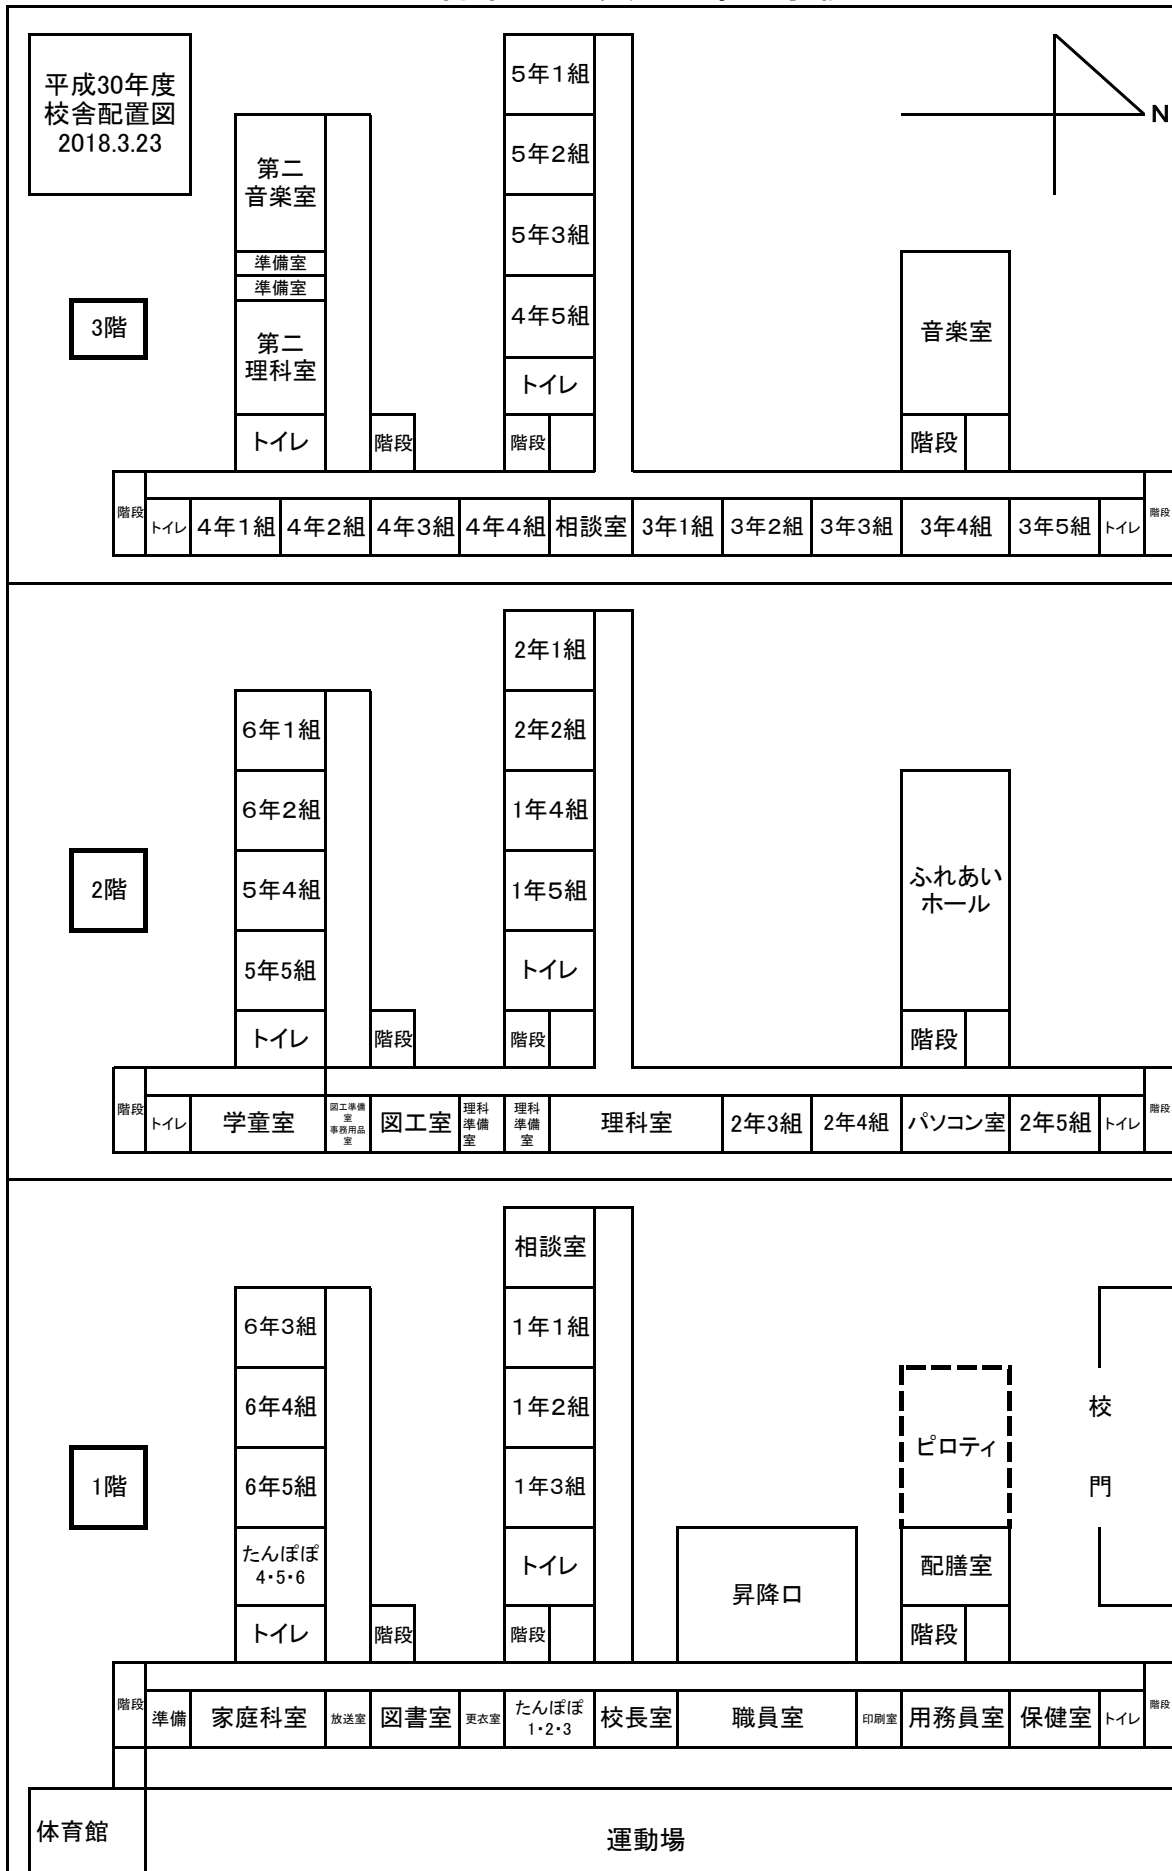 平成30年度
校舎配置図
2018.3.23
N
5年1組
5年2組
5年3組
4年5組
トイレ
階段
第二
音楽室
準備室
準備室
第二
理科室
トイレ
階段
3階
音楽室
階段
階段
トイレ
4年1組
4年2組
4年3組
4年4組
相談室
3年1組
3年2組
3年3組
3年4組
3年5組
トイレ
階段
2年1組
2年2組
1年4組
1年5組
トイレ
階段
6年1組
6年2組
5年4組
5年5組
トイレ
階段
2階
ふれあい
ホール
階段
階段
トイレ
学童室
図工準備
室
事務用品
室
図工室
理科
準備
室
理科
準備
室
理科室
2年3組
2年4組
パソコン室
2年5組
トイレ
階段
相談室
1年1組
1年2組
1年3組
トイレ
階段
6年3組
6年4組
6年5組
たんぽぽ
4・5・6
トイレ
階段
1階
昇降口
ピロティ
配膳室
階段
校
門
階段
準備
家庭科室
放送室
図書室
更衣室
たんぽぽ
1・2・3
校長室
職員室
印刷室
用務員室
保健室
トイレ
階段
体育館
運動場